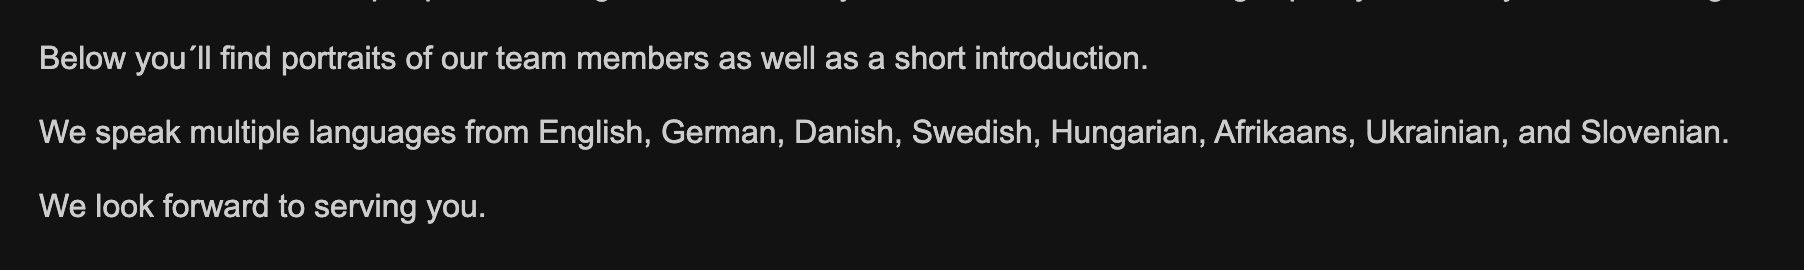 Below you´ll find portraits of our team members as well as a short introduction.
We speak multiple languages from English, German, Danish, Swedish, Hungarian, Afrikaans, Ukrainian, and Slovenian.
We look forward to serving you.